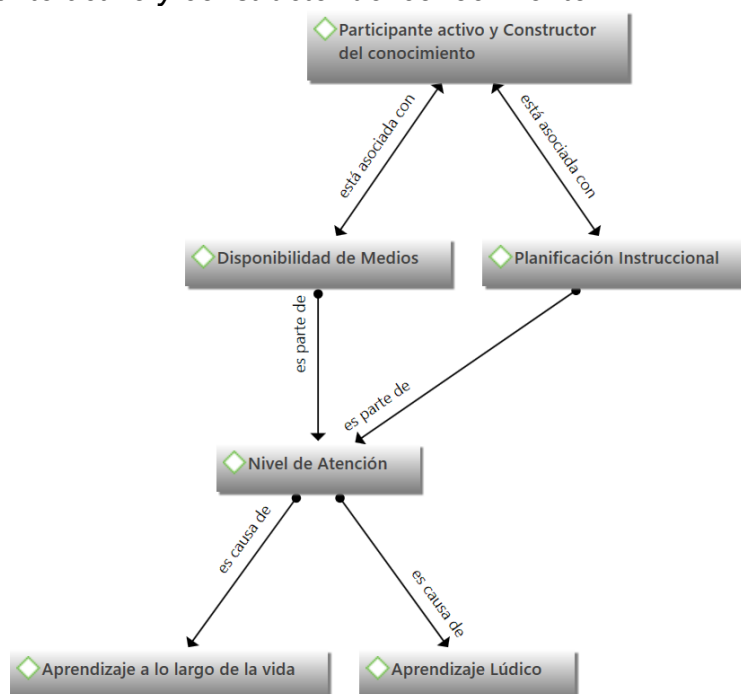 Participante activo y Constructor
del conocimiento
está asociada con
está asociada con
Disponibilidad de Medios
Planificación Instruccional
es parte de
es parte de
Nivel de Atención
es causa de
es causa de
Aprendizaje a lo largo de la vida
Aprendizaje Lúdico